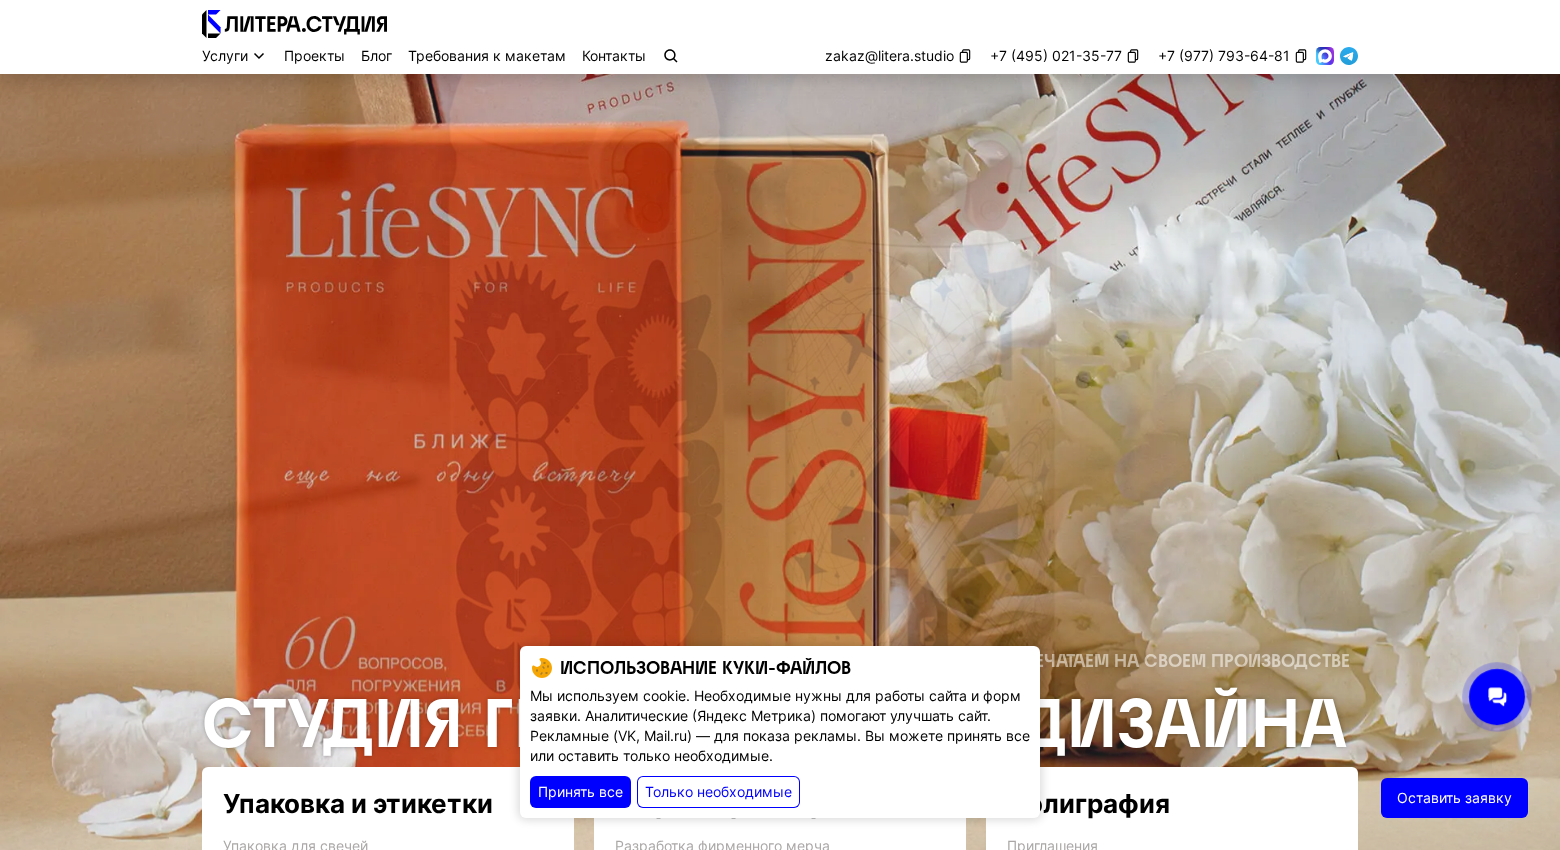 ЛИТЕРА.СТУДИЯ
Услуги Проекты Блог Требования к макетам Контакты
zakaz@litera.studio +7 (495) 021-35-77 +7 (977) 793-64-81
PRODUCTS
LifeSYNC
PRODUCTS FOR LIFE
БЛИЖЕ
еще на одну встречу
60 ВОПРОСОВ,
ДЛЯ ПОГРУЖЕНИЯ В
LifeSYNC
ВСТРЕЧИ СТАЛИ ТЕПЛЕЕ И ГЛУБЖЕ
feSYNC
НА СВОЕМ ПРОИЗВОДСТВЕ
СТУДИЯ
ДИЗАЙНА
ИСПОЛЬЗОВАНИЕ КУКИ-ФАЙЛОВ
Мы используем cookie. Необходимые нужны для работы сайта и форм
заявки. Аналитические (Яндекс Метрика) помогают улучшать сайт.
Рекламные (VK, Mail.ru) — для показа рекламы. Вы можете принять все
или оставить только необходимые.
Принять все Только необходимые
Оставить заявку
Упаковка и этикетки
Упаковка для свечей
Разработка фирменного мерча
Приглашения